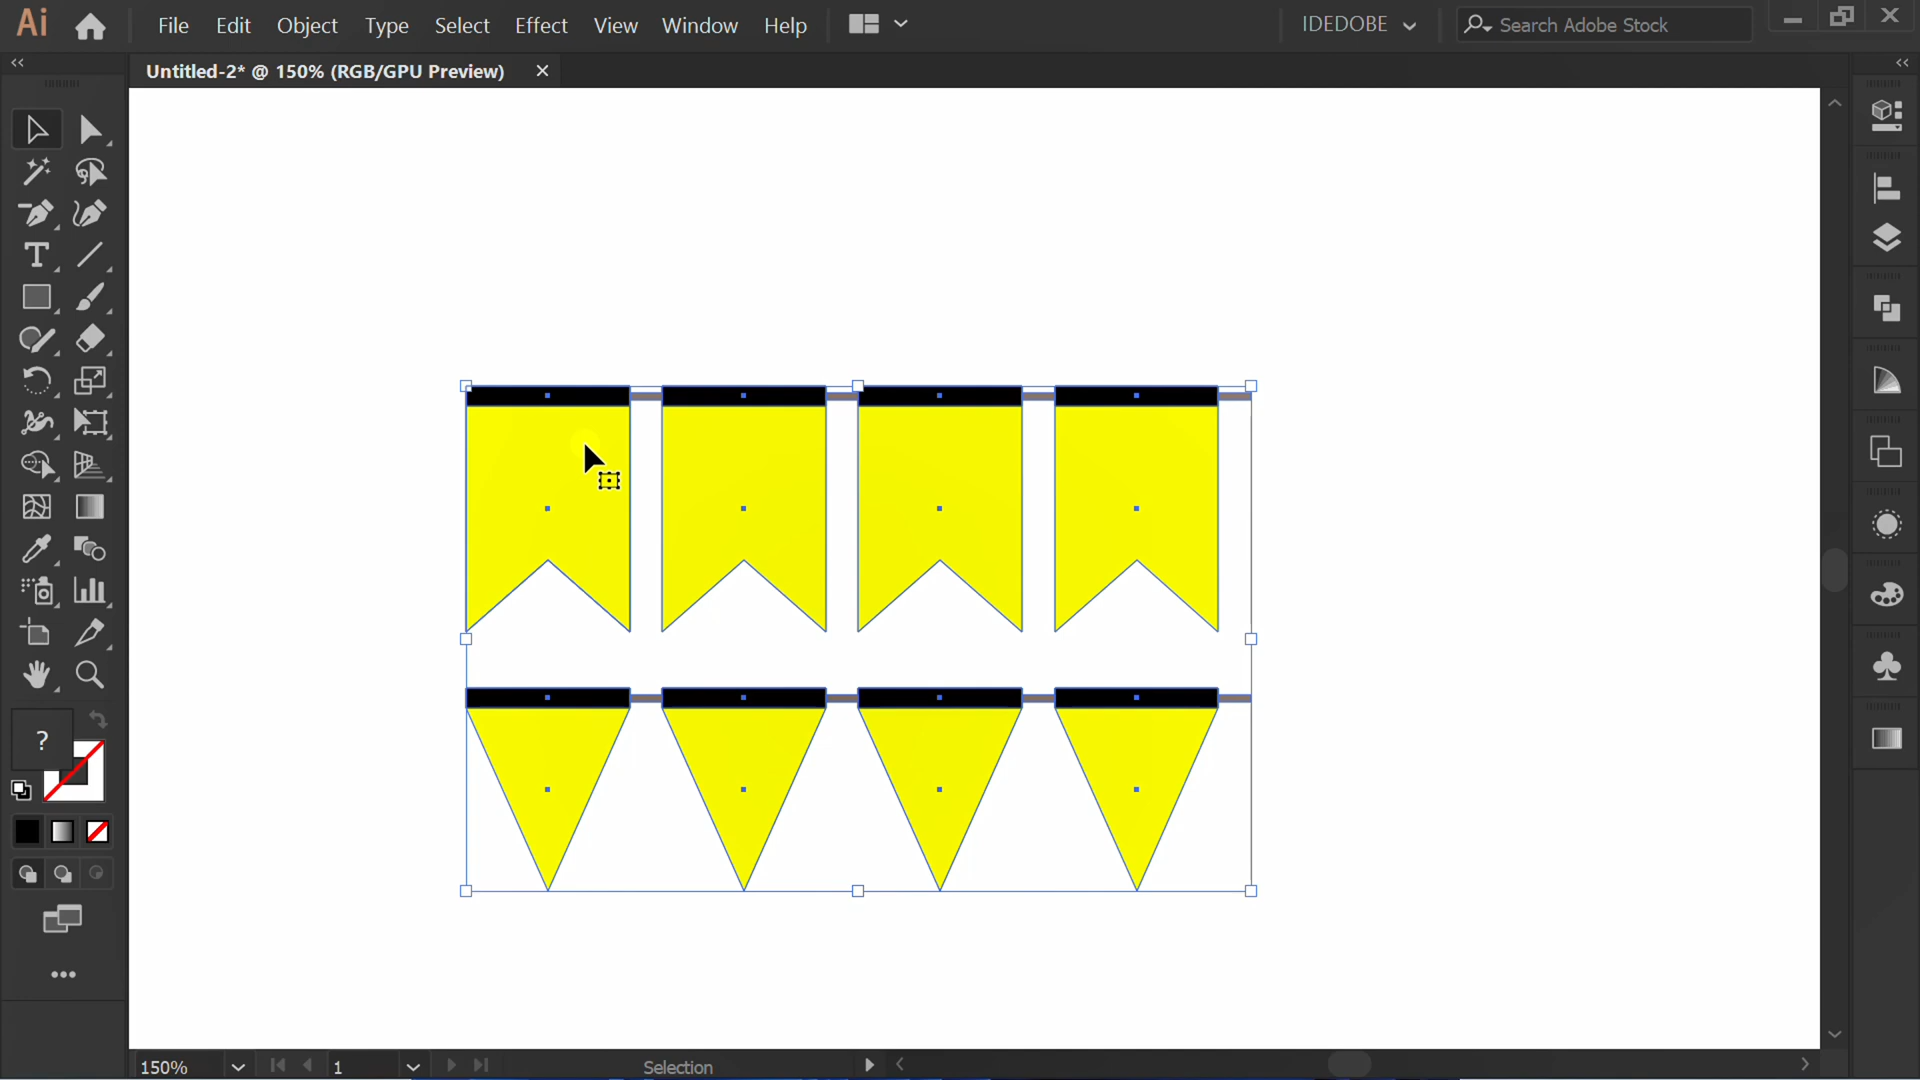 Ai File Edit Object Type Select Effect View Window Help IDEDOBE Search Adobe Stock
Untitled-2* @ 150% (RGB/GPU Preview)
T
?
150% 1 Selection